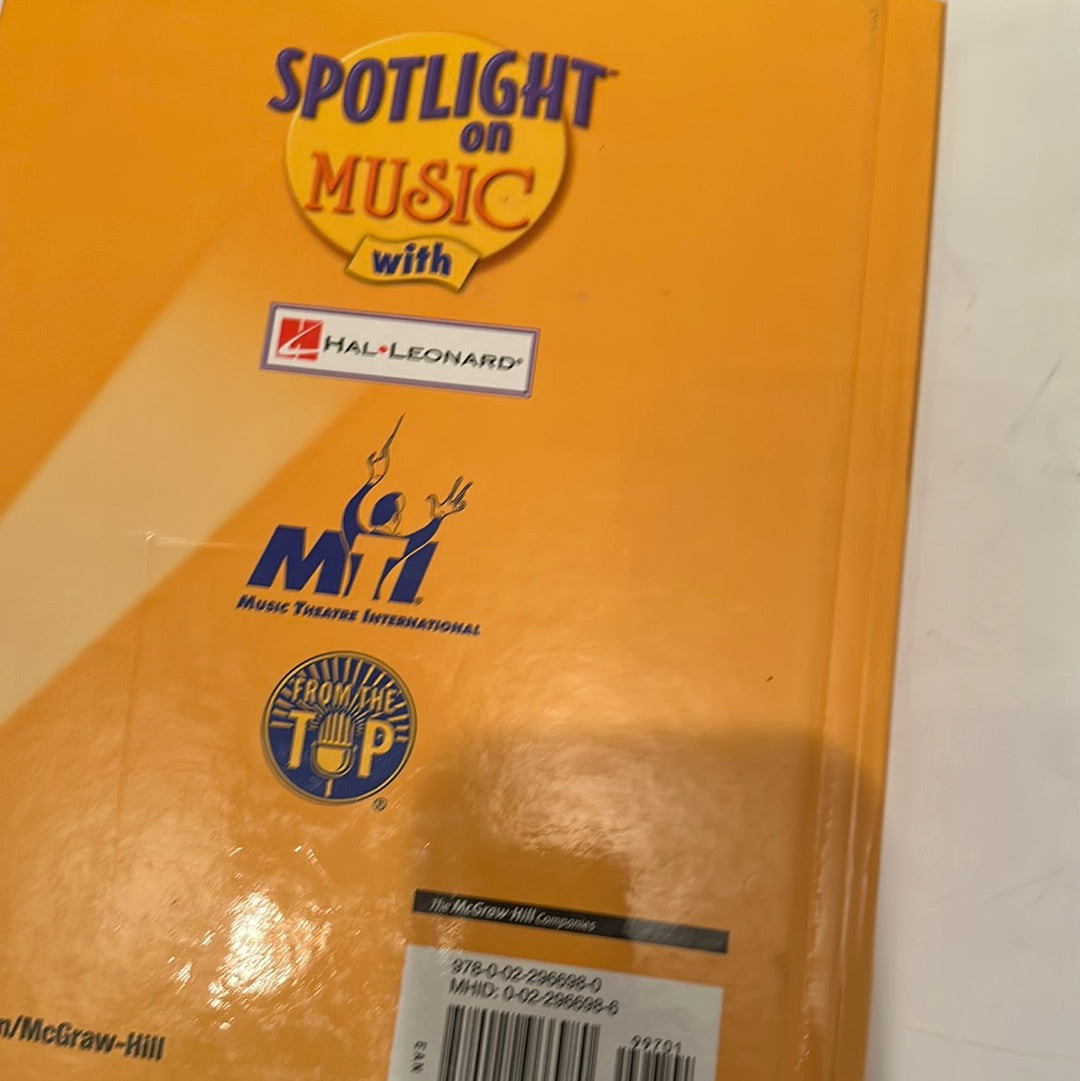 SPOTLIGHT™
on
MUSIC
with
HAL•LEONARD®
MTI®
MUSIC THEATRE INTERNATIONAL
FROM THE
TOP®
The McGraw-Hill Companies
978-0-02-296698-0
MHID: 0-02-296698-6
99701
EAN
n/McGraw-Hill